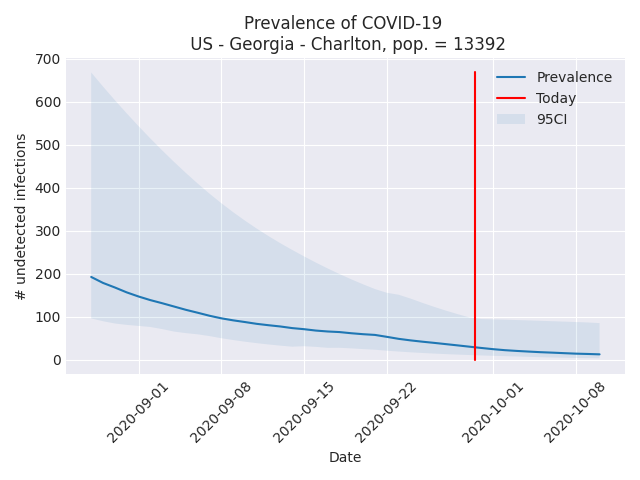 Prevalence of COVID-19
US - Georgia - Charlton, pop. = 13392
700
600
500
400
300
200
100
0
# undetected infections
Prevalence
Today
95CI
2020-09-01
2020-09-08
2020-09-15
2020-09-22
2020-10-01
2020-10-08
Date